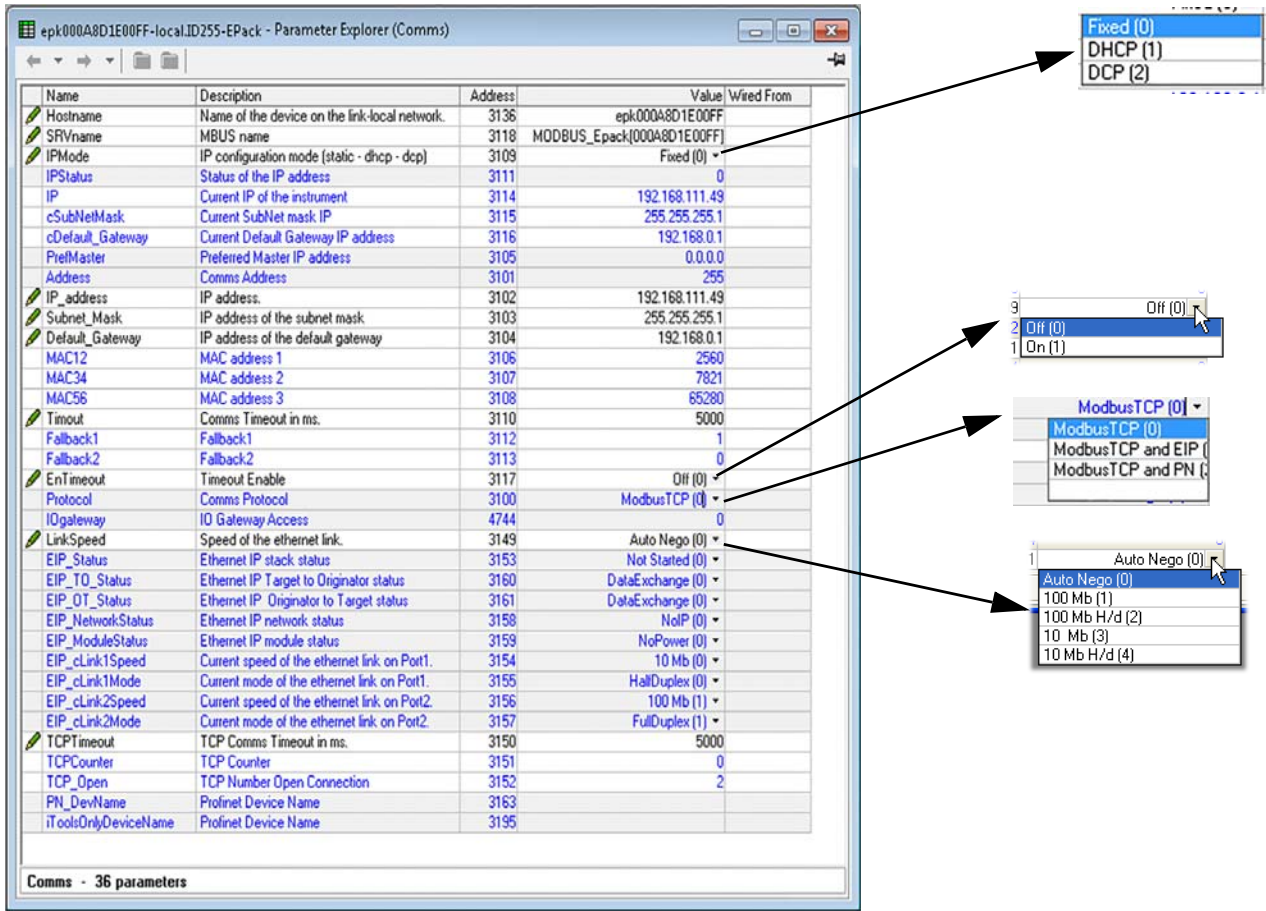 epk000A8D1E00FF-local.ID255-EPack - Parameter Explorer (Comms)
Name Description Address Value Wired From
Hostname Name of the device on the link-local network. 3136 epk000A8D1E00FF
SRVname MBUS name 3118 MODBUS_Epack[000A8D1E00FF]
IPMode IP configuration mode (static - dhcp - dcp) 3109 Fixed (0)
IPStatus Status of the IP address 3111 0
IP Current IP of the instrument 3114 192.168.111.49
cSubNetMask Current SubNet mask IP 3115 255.255.255.1
cDefault_Gateway Current Default Gateway IP address 3116 192.168.0.1
PrefMaster Preferred Master IP address 3105 0.0.0.0
Address Comms Address 3101 255
IP_address IP address. 3102 192.168.111.49
Subnet_Mask IP address of the subnet mask 3103 255.255.255.1
Default_Gateway IP address of the default gateway 3104 192.168.0.1
MAC12 MAC address 1 3106 2560
MAC34 MAC address 2 3107 7821
MAC56 MAC address 3 3108 65280
Timout Comms Timeout in ms. 3110 5000
Fallback1 Fallback1 3112 1
Fallback2 Fallback2 3113 0
EnTimeout Timeout Enable 3117 Off (0)
Protocol Comms Protocol 3100 ModbusTCP (0)
IOgateway IO Gateway Access 4744 0
LinkSpeed Speed of the ethernet link. 3149 Auto Nego (0)
EIP_Status Ethernet IP stack status 3153 Not Started (0)
EIP_TO_Status Ethernet IP Target to Originator status 3160 DataExchange (0)
EIP_OT_Status Ethernet IP Originator to Target status 3161 DataExchange (0)
EIP_NetworkStatus Ethernet IP network status 3158 NoIP (0)
EIP_ModuleStatus Ethernet IP module status 3159 NoPower (0)
EIP_cLink1Speed Current speed of the ethernet link on Port1. 3154 10 Mb (0)
EIP_cLink1Mode Current mode of the ethernet link on Port1. 3155 HalfDuplex (0)
EIP_cLink2Speed Current speed of the ethernet link on Port2. 3156 100 Mb (1)
EIP_cLink2Mode Current mode of the ethernet link on Port2. 3157 FullDuplex (1)
TCPTimeout TCP Comms Timeout in ms. 3150 5000
TCPCounter TCP Counter 3151 0
TCP_Open TCP Number Open Connection 3152 2
PN_DevName Profinet Device Name 3163
iToolsOnlyDeviceName Profinet Device Name 3195
Comms - 36 parameters
Fixed (0)
DHCP (1)
DCP (2)
9 Off (0)
2 Off (0)
1 On (1)
ModbusTCP (0)
ModbusTCP (0)
ModbusTCP and EIP (
ModbusTCP and PN (
1 Auto Nego (0)
Auto Nego (0)
100 Mb (1)
100 Mb H/d (2)
10 Mb (3)
10 Mb H/d (4)